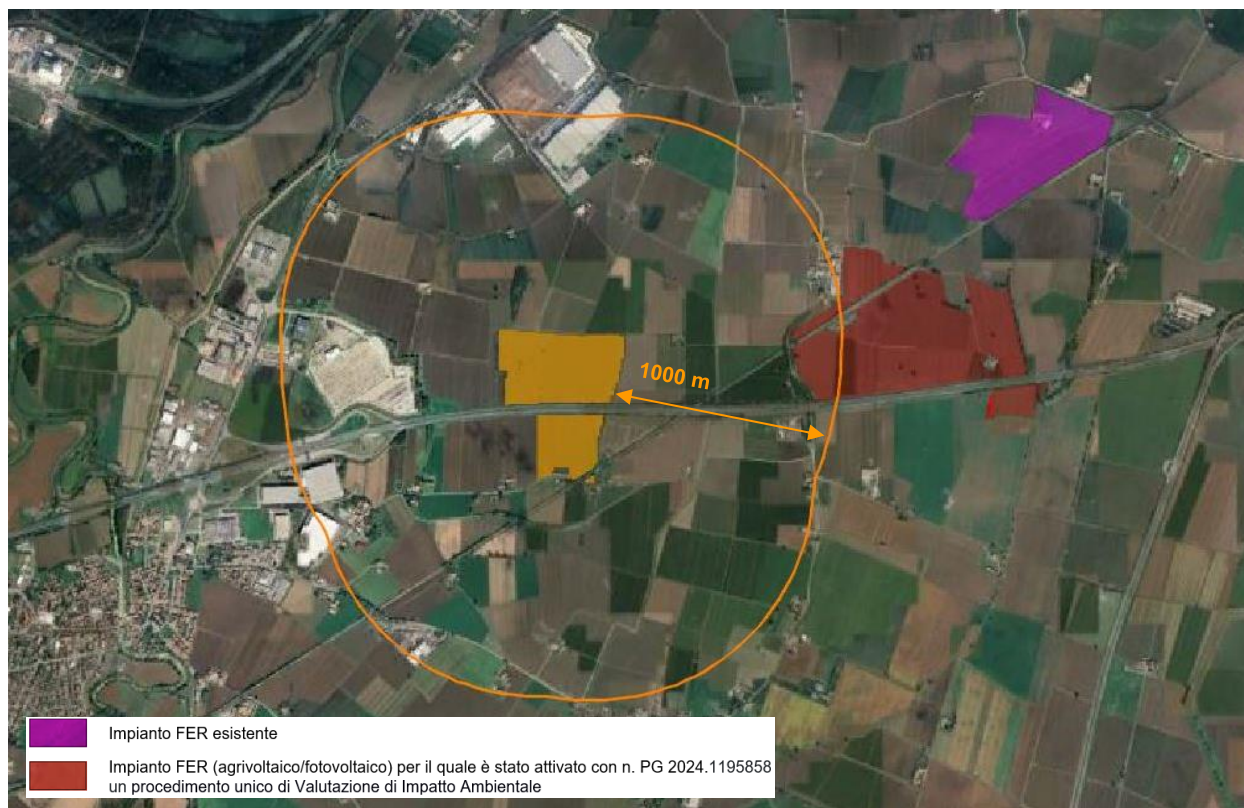 1000 m
Impianto FER esistente
Impianto FER (agrivoltaico/fotovoltaico) per il quale è stato attivato con n. PG 2024.1195858
un procedimento unico di Valutazione di Impatto Ambientale